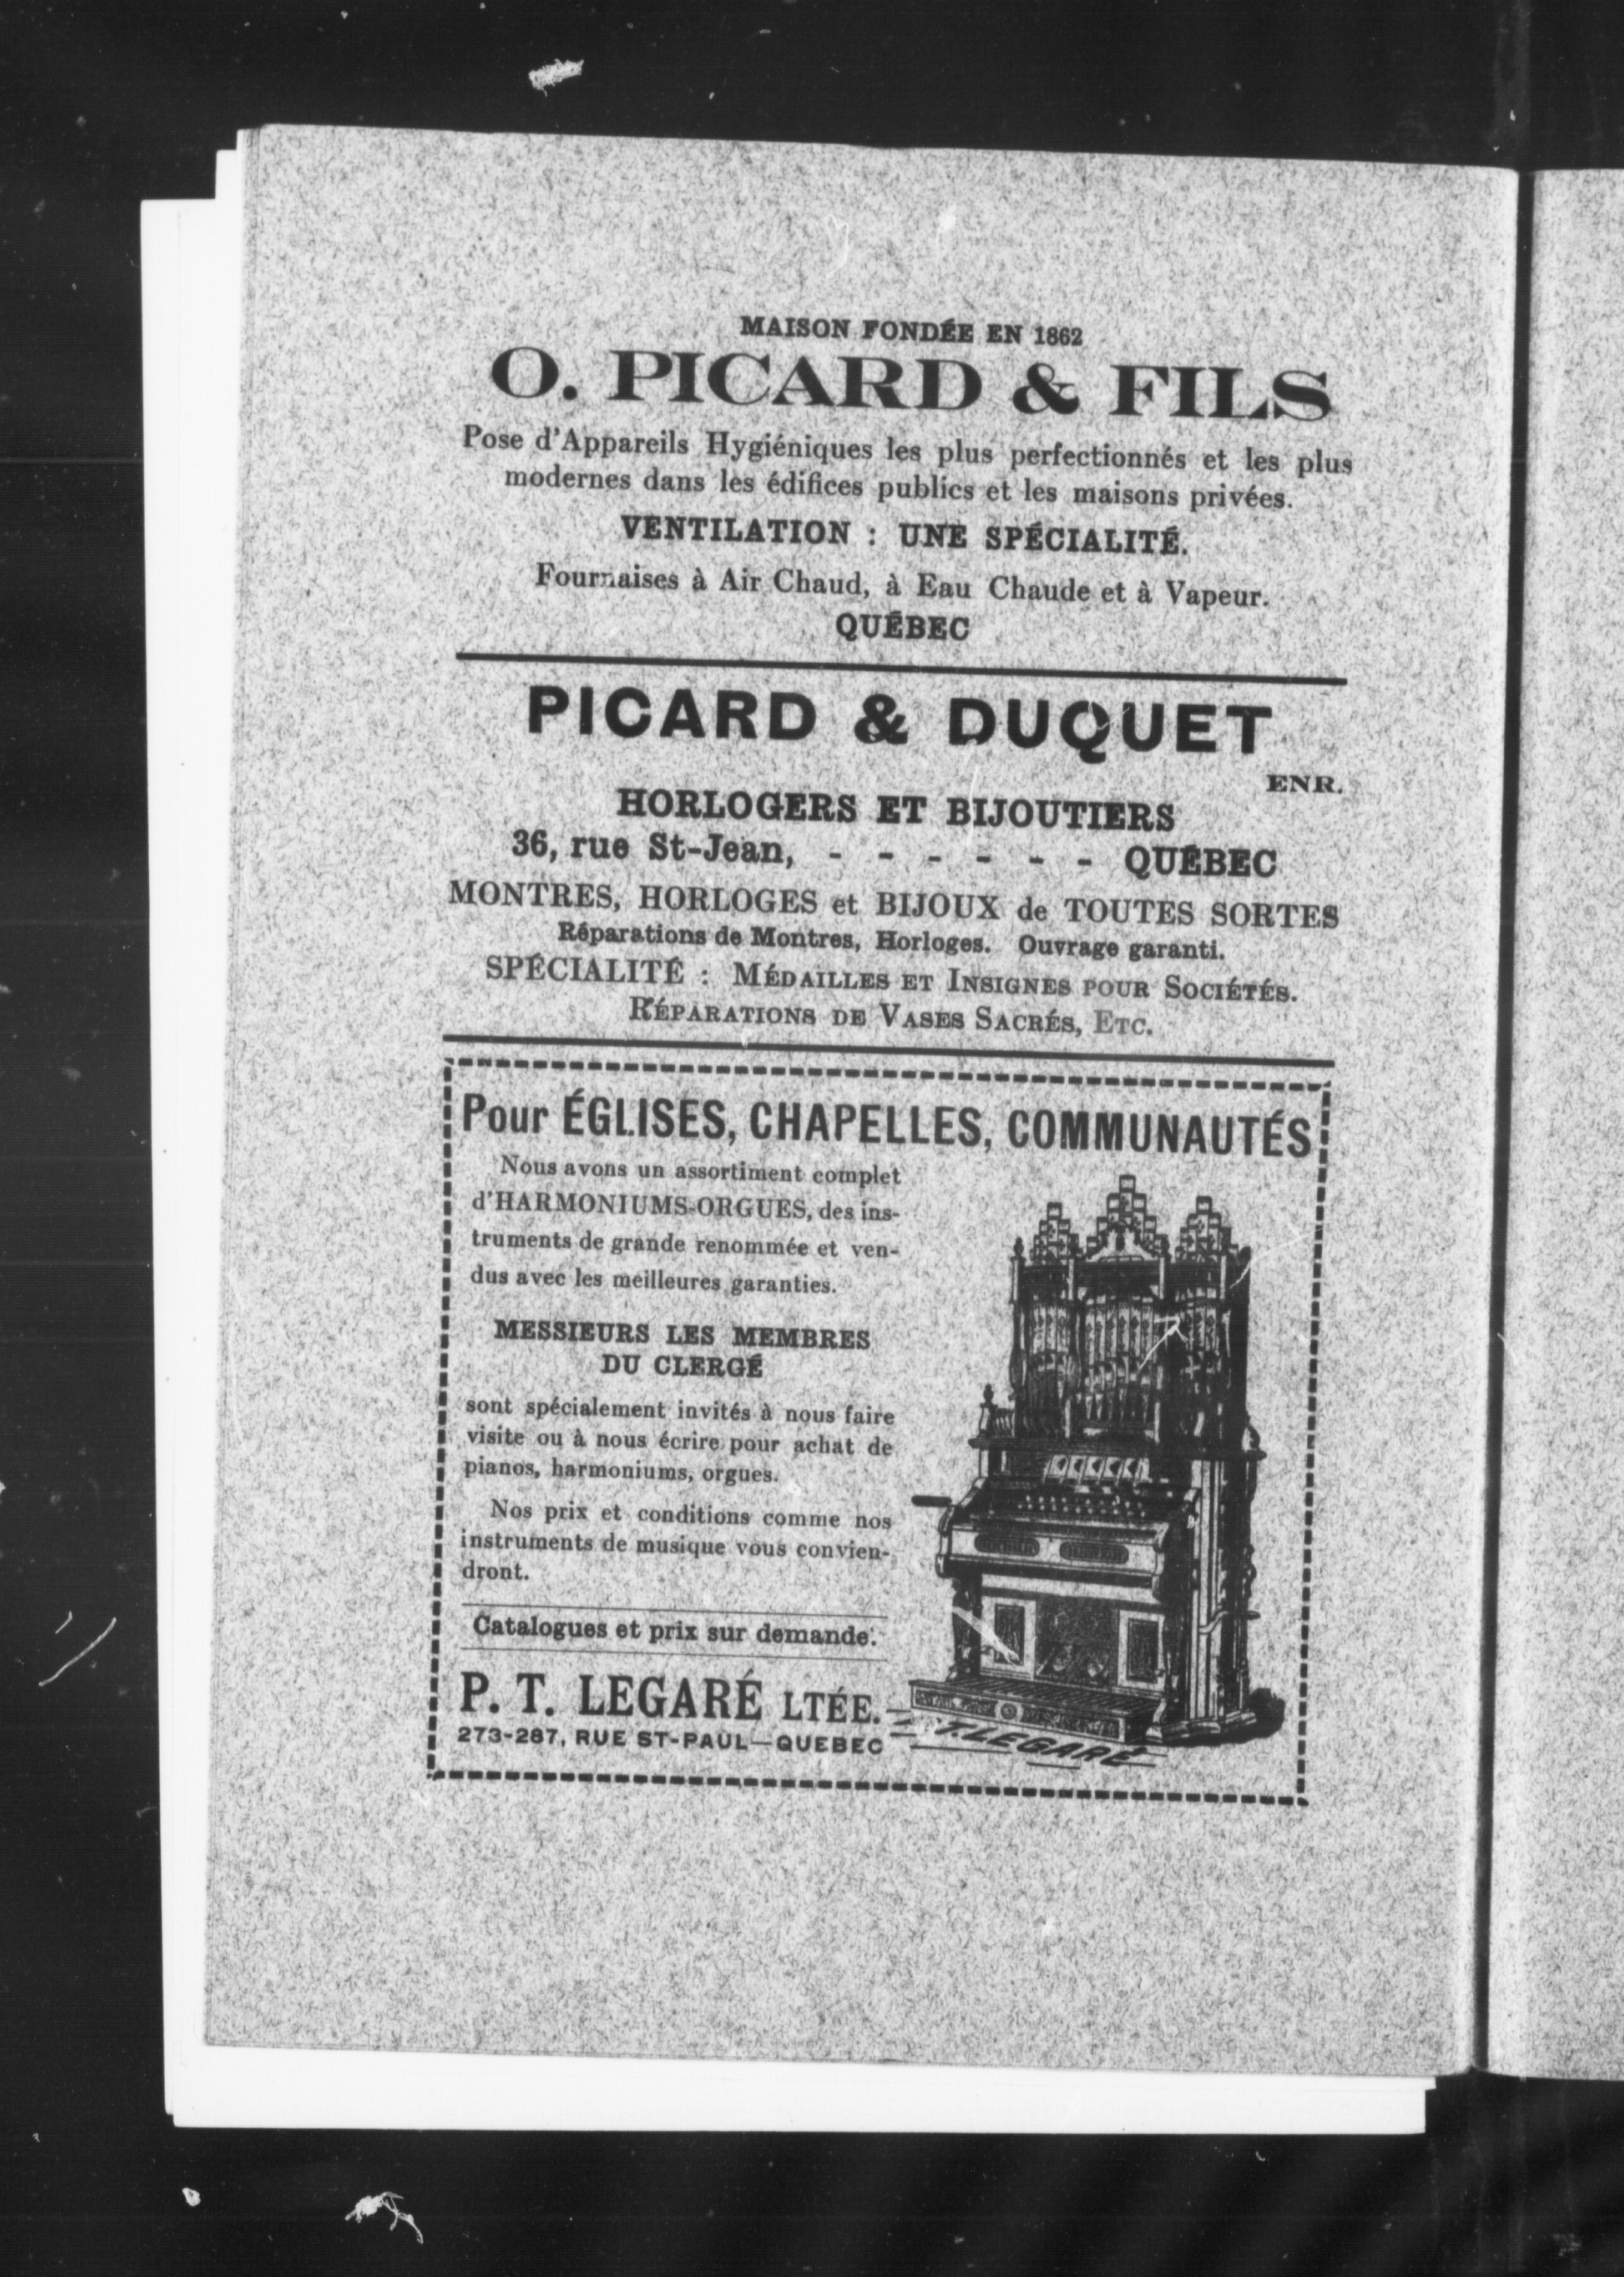 MAISON FONDÉE EN 1862
O. PICARD & FILS
Pose d'Appareils Hygiéniques les plus perfectionnés et les plus
modernes dans les édifices publics et les maisons privées.
VENTILATION : UNE SPÉCIALITÉ.
Fournaises à Air Chaud, à Eau Chaude et à Vapeur.
QUÉBEC
PICARD & DUQUET
ENR.
HORLOGERS ET BIJOUTIERS
36, rue St-Jean, - - - - - - QUÉBEC
MONTRES, HORLOGES et BIJOUX de TOUTES SORTES
Réparations de Montres, Horloges. Ouvrage garanti.
SPÉCIALITÉ : MÉDAILLES ET INSIGNES POUR SOCIÉTÉS.
RÉPARATIONS DE VASES SACRÉS, ETC.
Pour ÉGLISES, CHAPELLES, COMMUNAUTÉS
Nous avons un assortiment complet
d'HARMONIUMS-ORGUES, des ins-
truments de grande renommée et ven-
dus avec les meilleures garanties.
MESSIEURS LES MEMBRES
DU CLERGÉ
sont spécialement invités à nous faire
visite ou à nous écrire pour achat de
pianos, harmoniums, orgues.
Nos prix et conditions comme nos
instruments de musique vous convien-
dront.
Catalogues et prix sur demande.
P. T. LEGARÉ LTÉE.
273-287, RUE ST-PAUL—QUEBEC
T. LEGARÉ